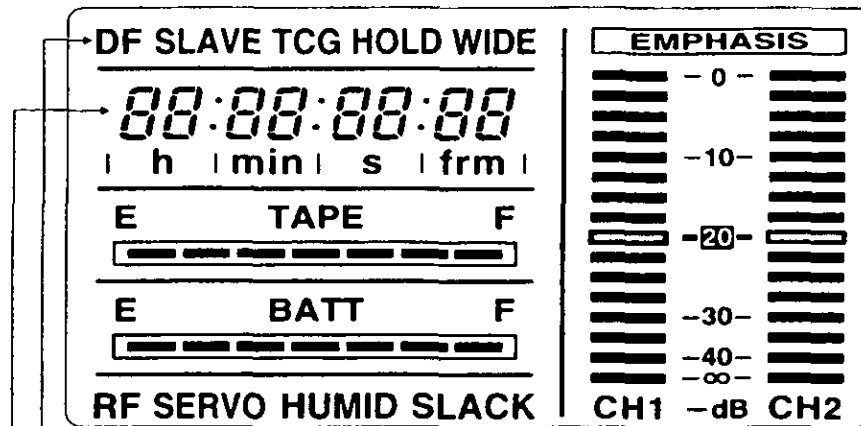 DF SLAVE TCG HOLD WIDE
88:88:88:88
h min s frm
E TAPE F
E BATT F
RF SERVO HUMID SLACK
EMPHASIS
0
-10-
-20-
-30-
-40-
-∞-
CH1 -dB CH2